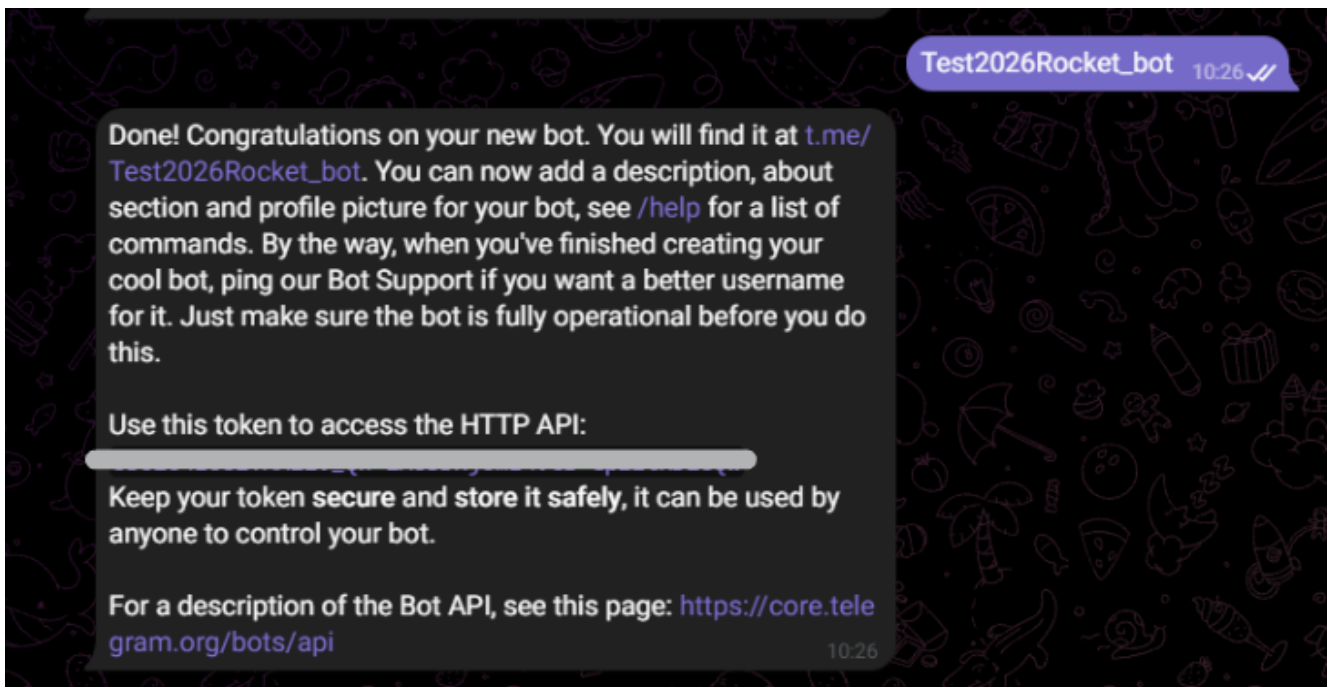 Test2026Rocket_bot 10:26
Done! Congratulations on your new bot. You will find it at t.me/
Test2026Rocket_bot. You can now add a description, about
section and profile picture for your bot, see /help for a list of
commands. By the way, when you've finished creating your
cool bot, ping our Bot Support if you want a better username
for it. Just make sure the bot is fully operational before you do
this.
Use this token to access the HTTP API:
Keep your token secure and store it safely, it can be used by
anyone to control your bot.
For a description of the Bot API, see this page: https://core.tele
gram.org/bots/api
10:26